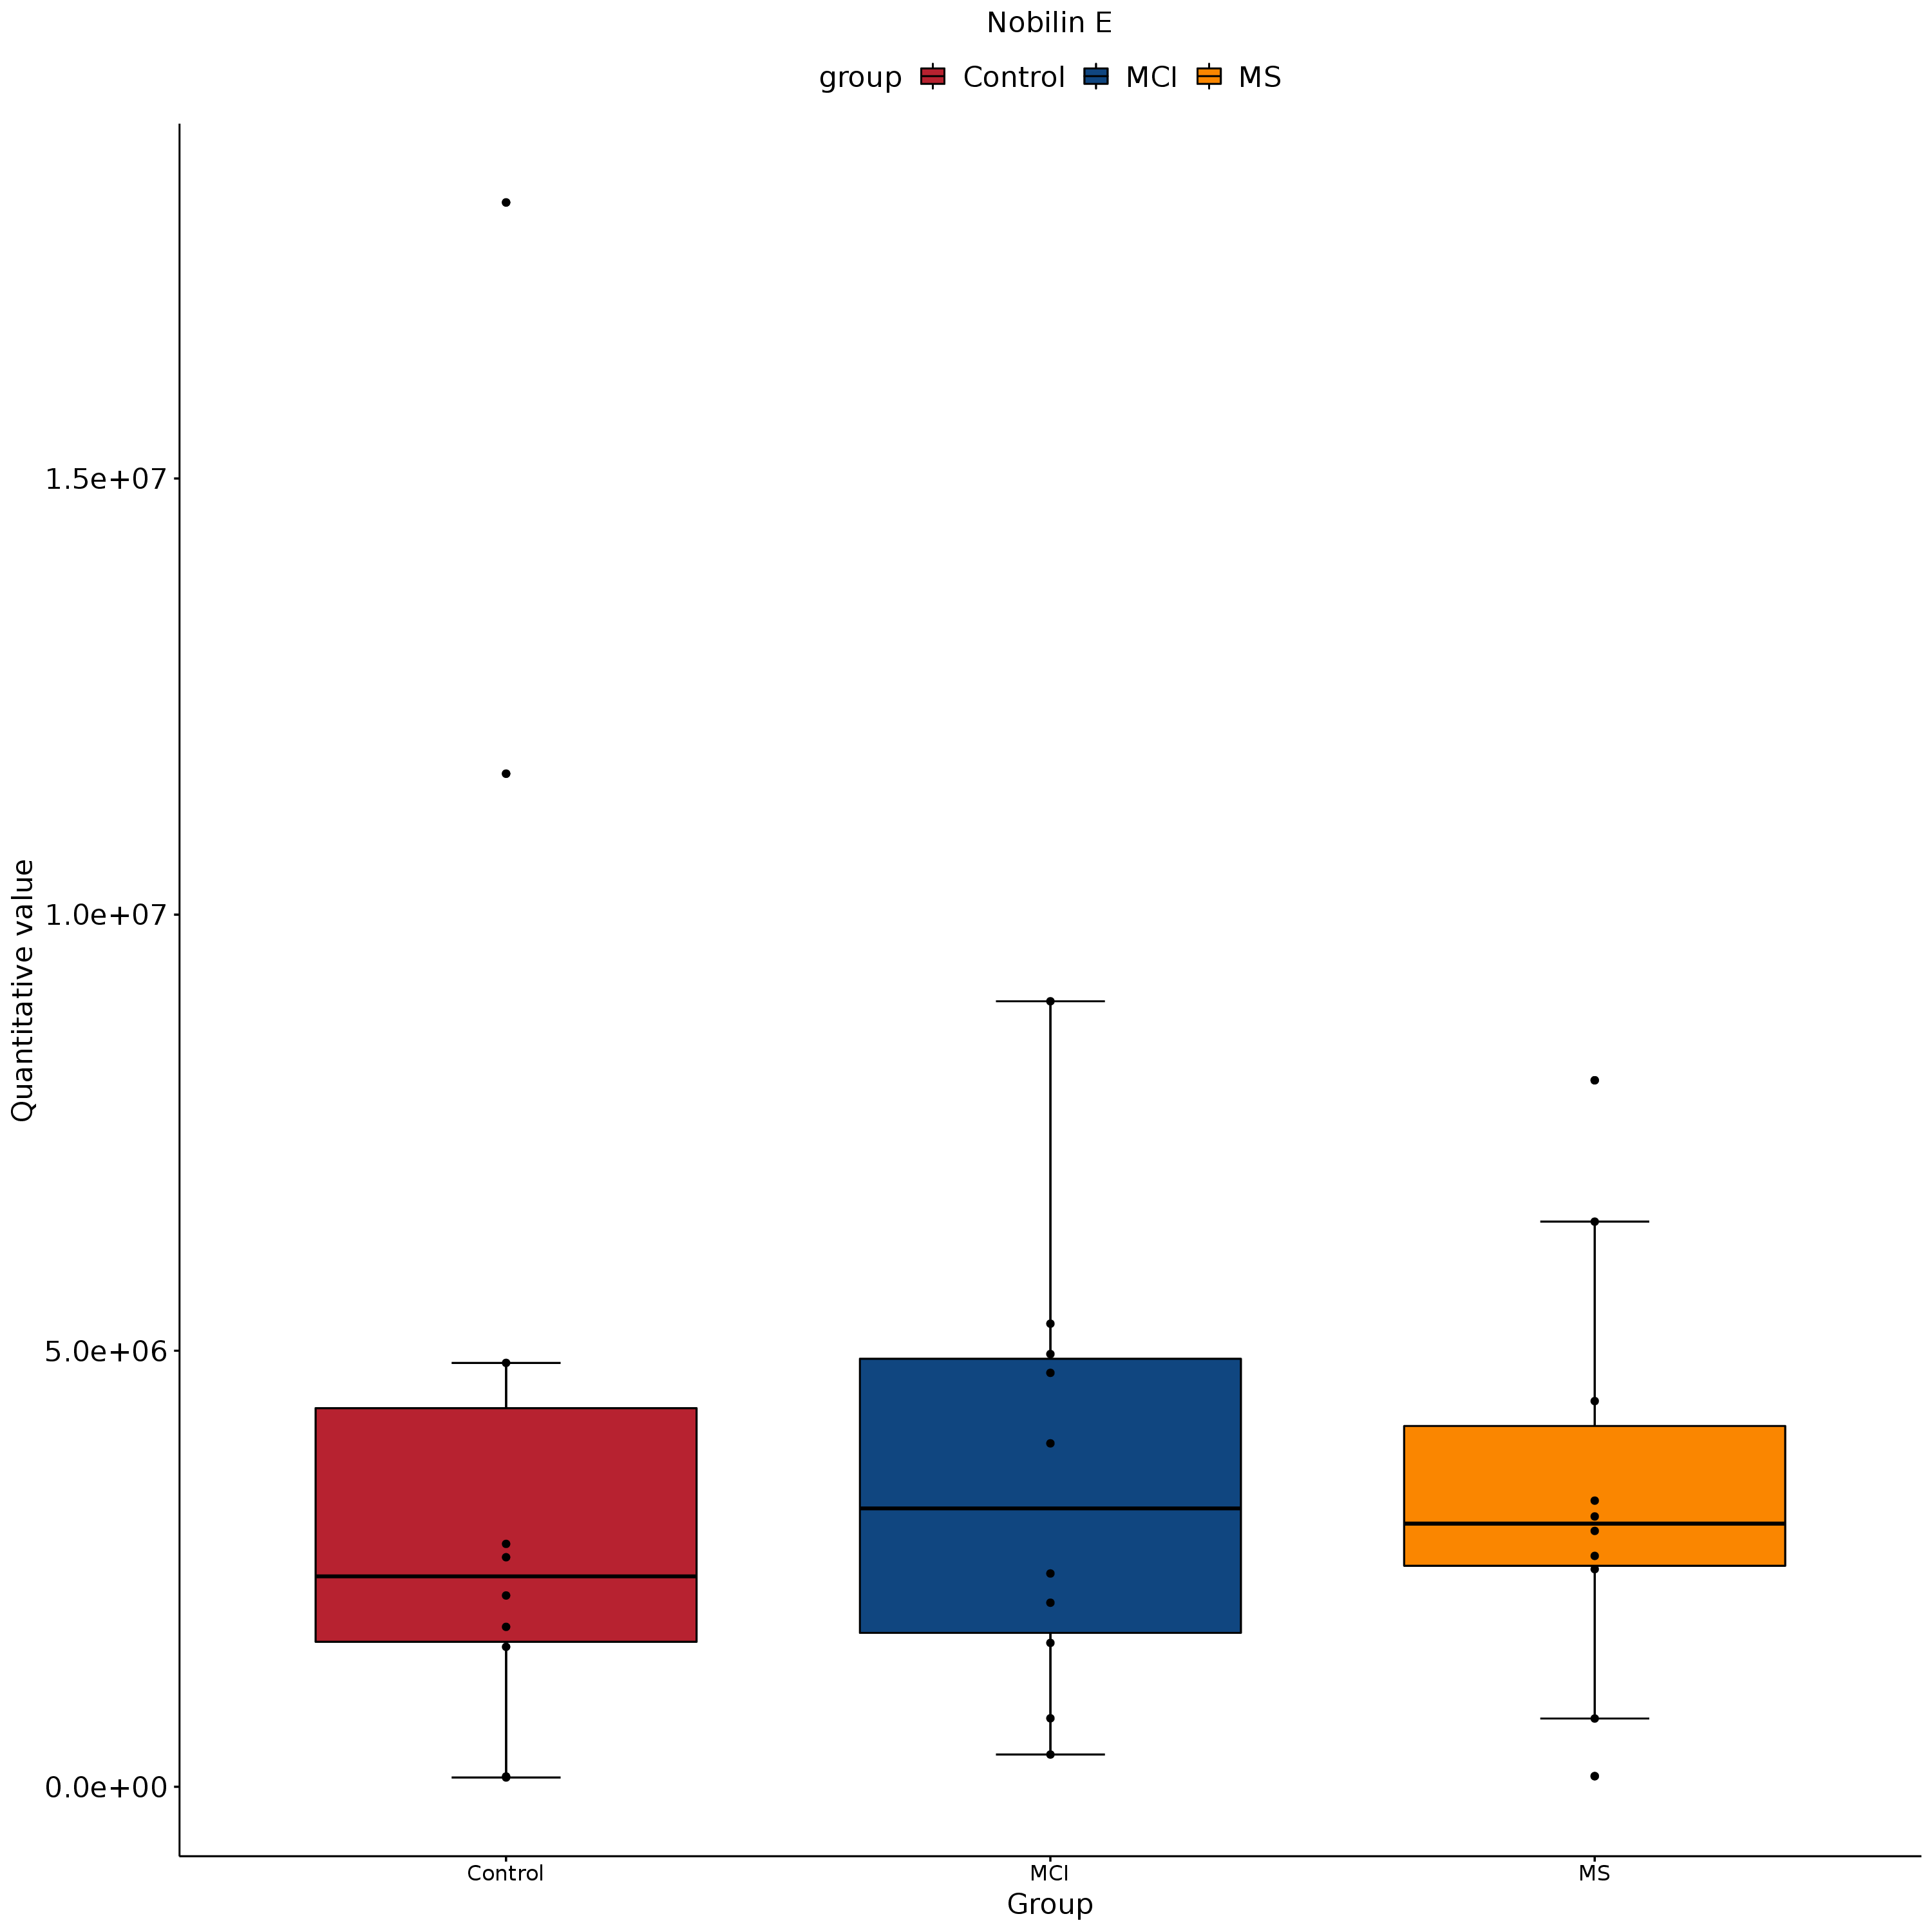 Nobilin E
group Control MCI MS
Quantitative value
1.5e+07
1.0e+07
5.0e+06
0.0e+00
Control MCI MS
Group